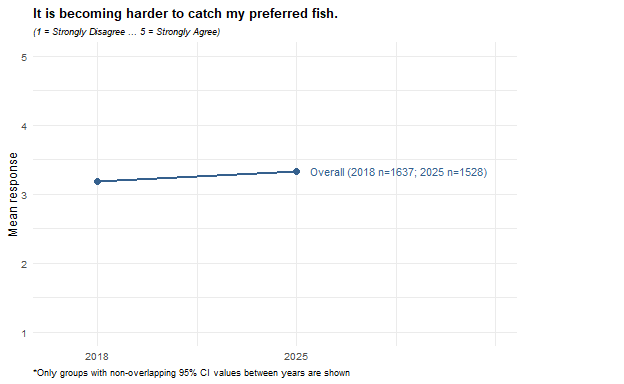 It is becoming harder to catch my preferred fish.
(1 = Strongly Disagree ... 5 = Strongly Agree)
5
4
3
2
1
Mean response
Overall (2018 n=1637; 2025 n=1528)
2018
2025
*Only groups with non-overlapping 95% CI values between years are shown